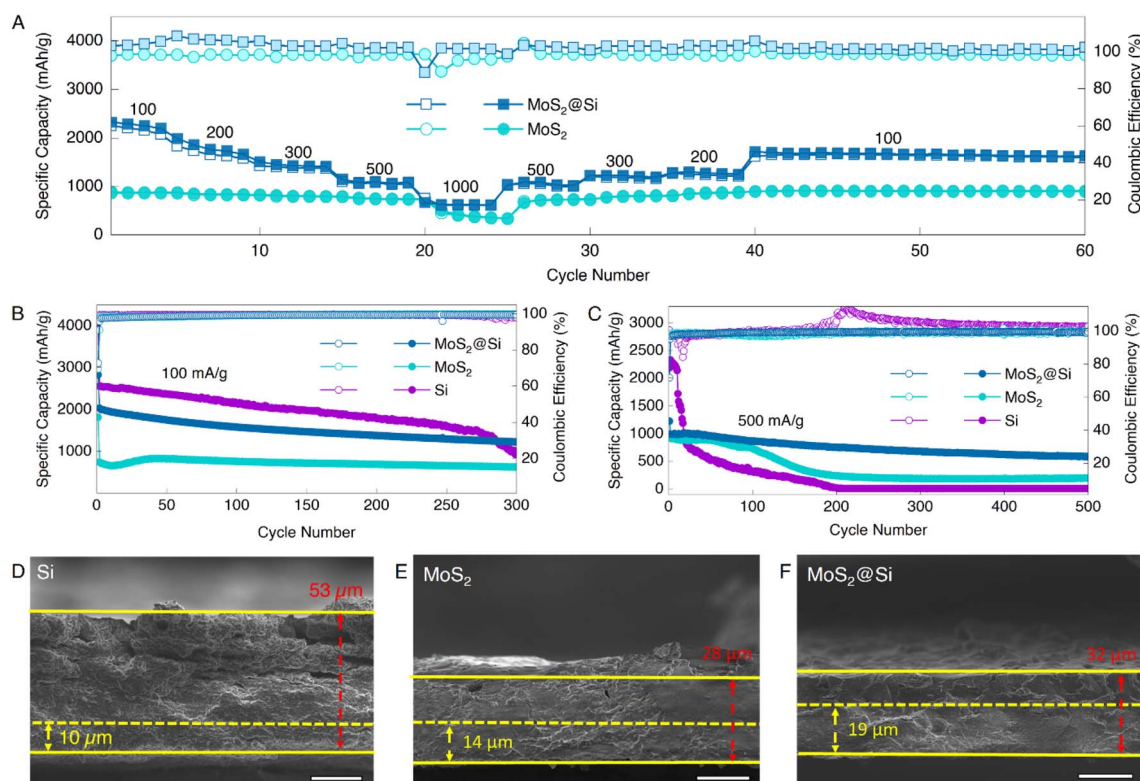 A
Specific Capacity (mAh/g)
4000
3000
2000
1000
0
100
200
300
500
1000
500
300
200
100
MoS2@Si
MoS2
Coulombic Efficiency (%)
100
80
60
40
20
10
20
30
40
50
60
Cycle Number
B
Specific Capacity (mAh/g)
4000
3000
2000
1000
100 mA/g
MoS2@Si
MoS2
Si
Coulombic Efficiency (%)
100
80
60
40
20
0
50
100
150
200
250
300
Cycle Number
C
Specific Capacity (mAh/g)
3000
2500
2000
1500
1000
500
0
500 mA/g
MoS2@Si
MoS2
Si
Coulombic Efficiency (%)
100
80
60
40
20
0
100
200
300
400
500
Cycle Number
D
Si
53 µm
10 µm
E
MoS2
28 µm
14 µm
F
MoS2@Si
32 µm
19 µm